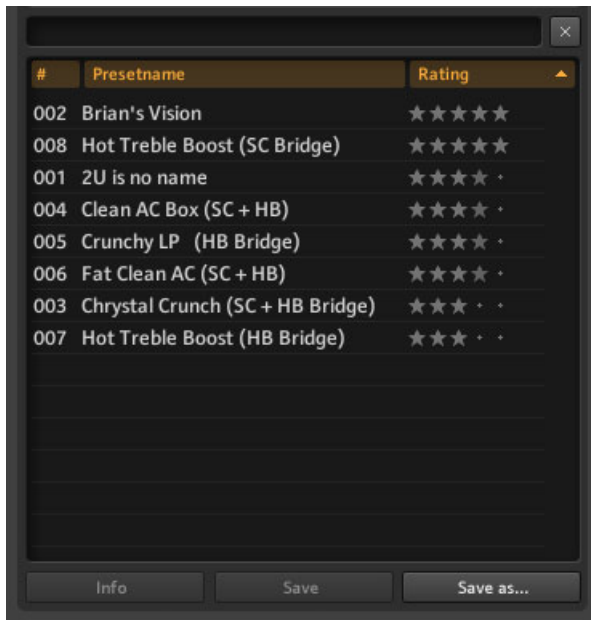 # Presetname Rating
002 Brian's Vision
008 Hot Treble Boost (SC Bridge)
001 2U is no name
004 Clean AC Box (SC + HB)
005 Crunchy LP (HB Bridge)
006 Fat Clean AC (SC + HB)
003 Chrystal Crunch (SC + HB Bridge)
007 Hot Treble Boost (HB Bridge)
Info Save Save as...